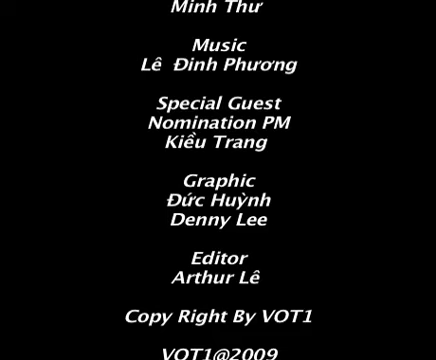 Minh Thư
Music
Lê Đinh Phương
Special Guest
Nomination PM
Kiều Trang
Graphic
Đức Huỳnh
Denny Lee
Editor
Arthur Lê
Copy Right By VOT1
VOT1@2009